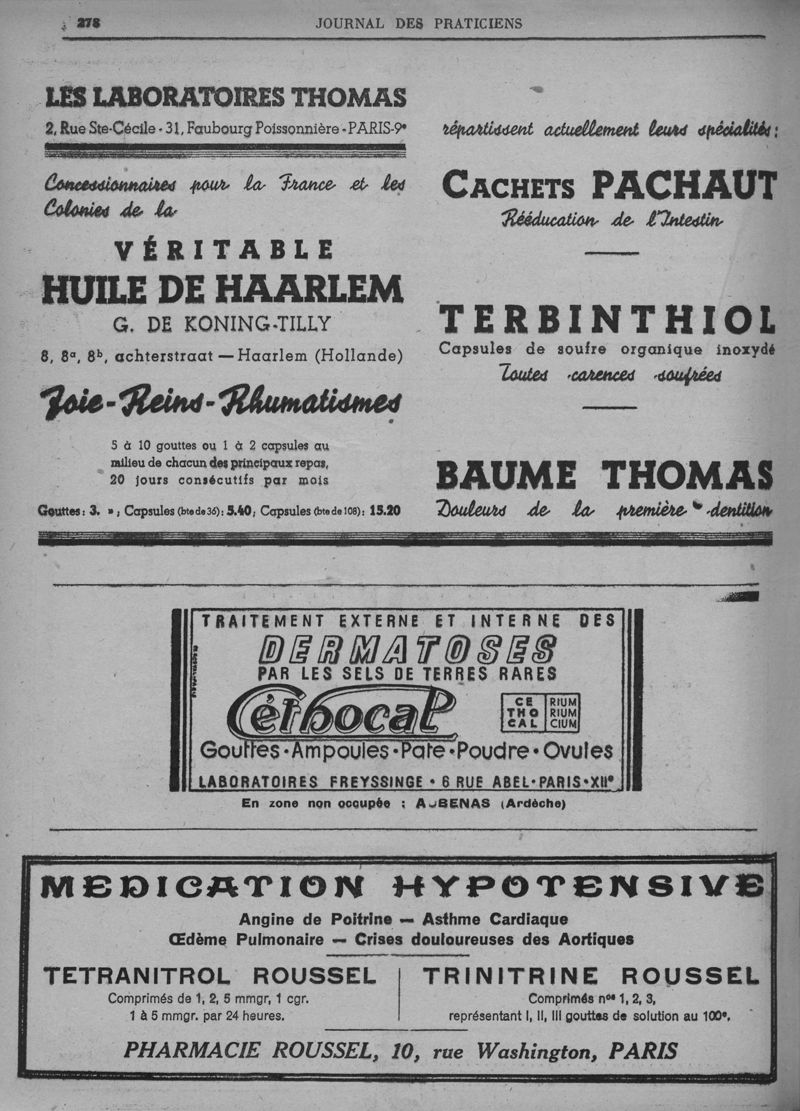 278
JOURNAL DES PRATICIENS
LES LABORATOIRES THOMAS
2, Rue Ste-Cécile - 31, Faubourg Poissonnière - PARIS-9e
Concessionnaires pour la France et les
Colonies de la
VÉRITABLE
HUILE DE HAARLEM
G. DE KONING-TILLY
8, 8a, 8b, achterstraat — Haarlem (Hollande)
Foie - Reins - Rhumatismes
5 à 10 gouttes ou 1 à 2 capsules au
milieu de chacun des principaux repas,
20 jours consécutifs par mois
Gouttes : 3. » ; Capsules (bte de 36) : 5.40 ; Capsules (bte de 108) : 15.20
répartissent actuellement leurs spécialités :
CACHETS PACHAUT
Rééducation de l'Intestin
TERBINTHIOL
Capsules de soufre organique inoxydé
Toutes carences soufrées
BAUME THOMAS
Douleurs de la première dentition
TRAITEMENT EXTERNE ET INTERNE DES
DERMATOSES
PAR LES SELS DE TERRES RARES
Céthocal
CE RIUM
THO RIUM
CAL CIUM
Gouttes • Ampoules • Pate • Poudre • Ovules
LABORATOIRES FREYSSINGE • 6 RUE ABEL • PARIS • XIIe
En zone non occupée : AUBENAS (Ardèche)
MEDICATION HYPOTENSIVE
Angine de Poitrine — Asthme Cardiaque
Œdème Pulmonaire — Crises douloureuses des Aortiques
TETRANITROL ROUSSEL
Comprimés de 1, 2, 5 mmgr, 1 cgr.
1 à 5 mmgr. par 24 heures.
TRINITRINE ROUSSEL
Comprimés nos 1, 2, 3,
représentant I, II, III gouttes de solution au 100e.
PHARMACIE ROUSSEL, 10, rue Washington, PARIS